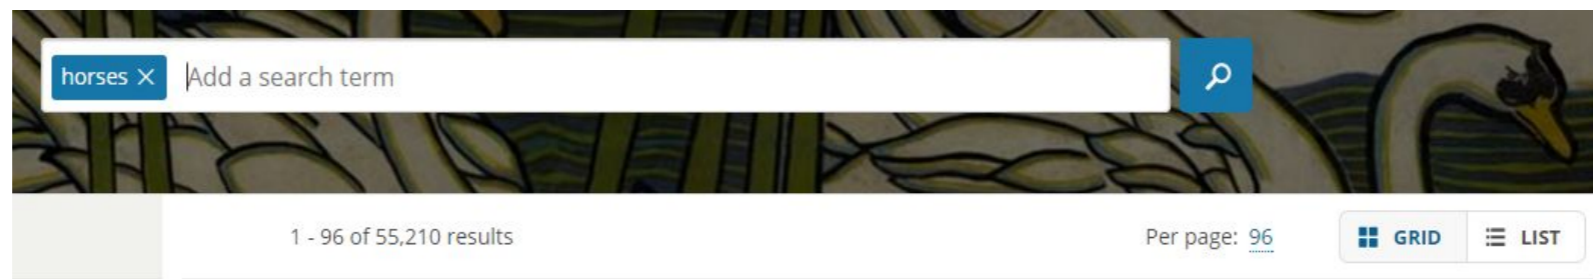 horses Add a search term
1 - 96 of 55,210 results Per page: 96 GRID LIST